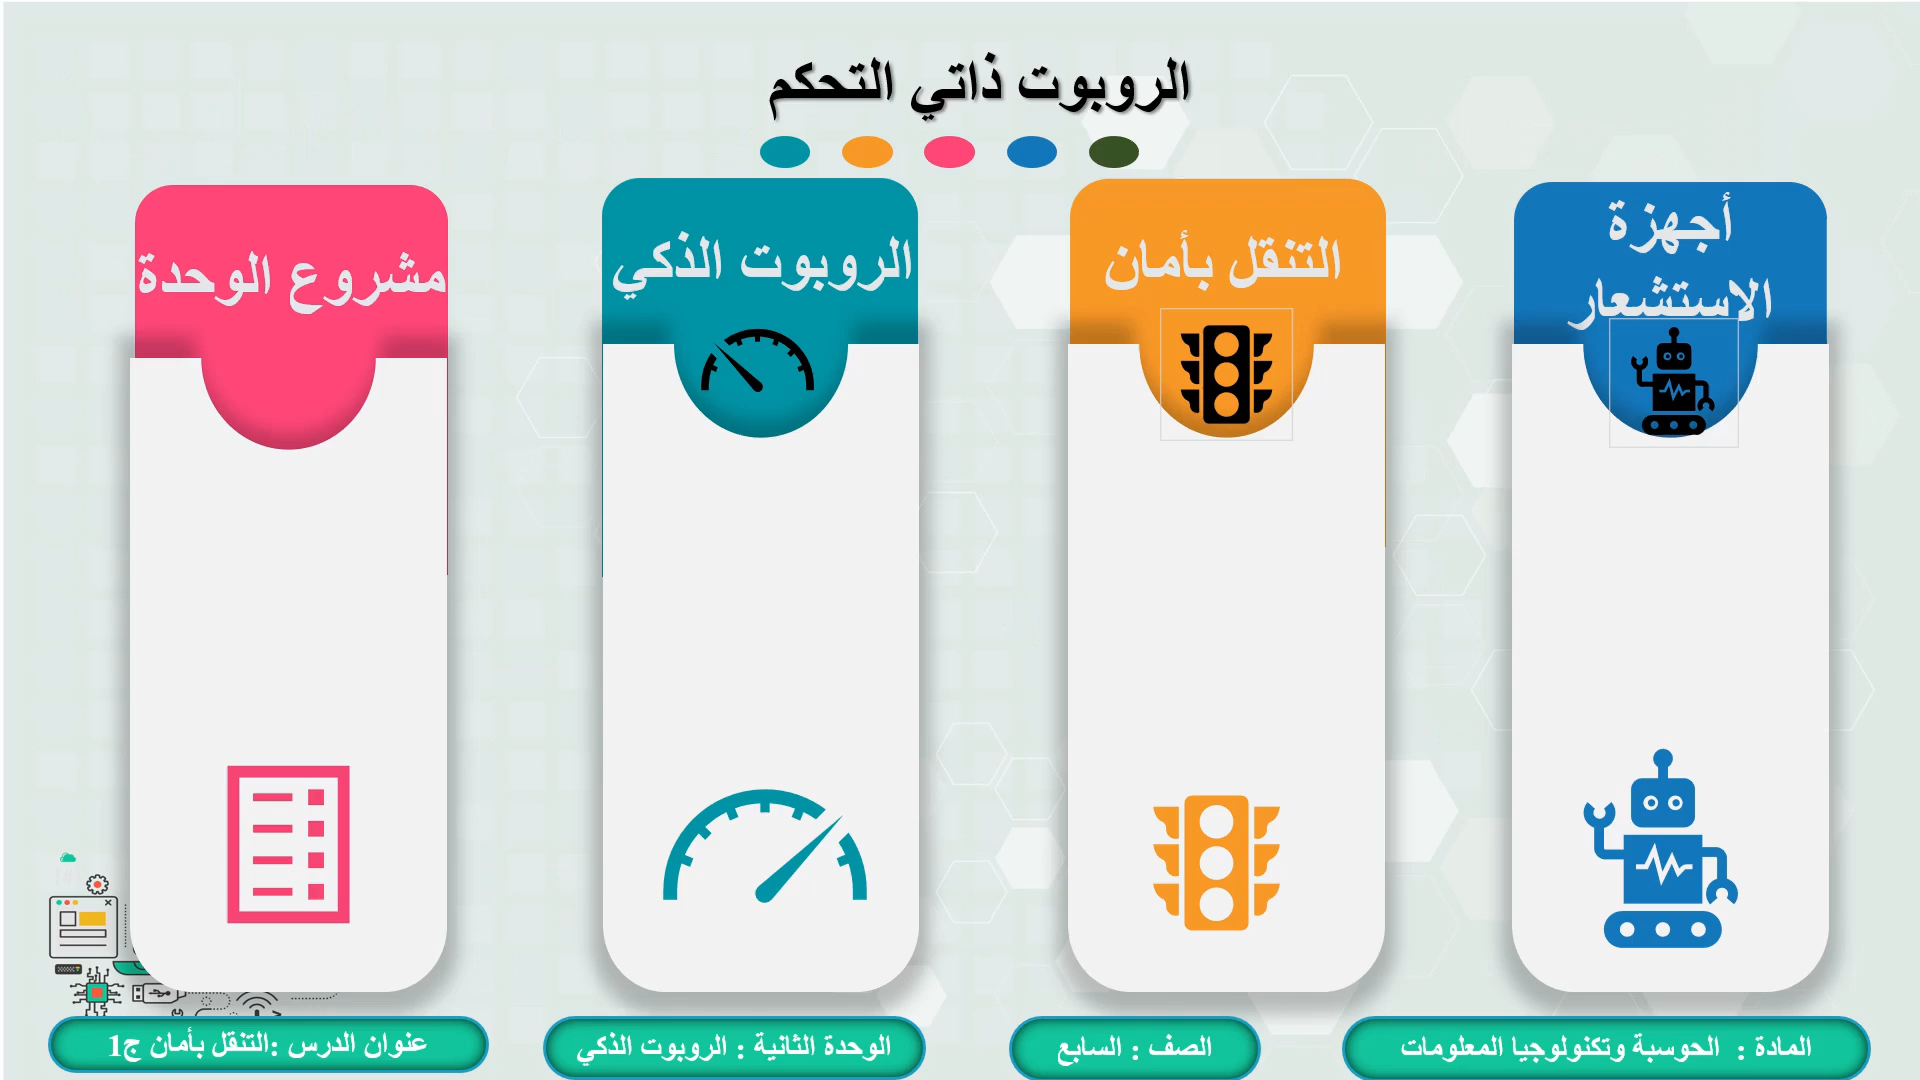 الروبوت ذاتي التحكم
أجهزة
الاستشعار
التنقل بأمان
الروبوت الذكي
مشروع الوحدة
المادة : الحوسبة وتكنولوجيا المعلومات
الصف : السابع
الوحدة الثانية : الروبوت الذكي
عنوان الدرس :التنقل بأمان ج1